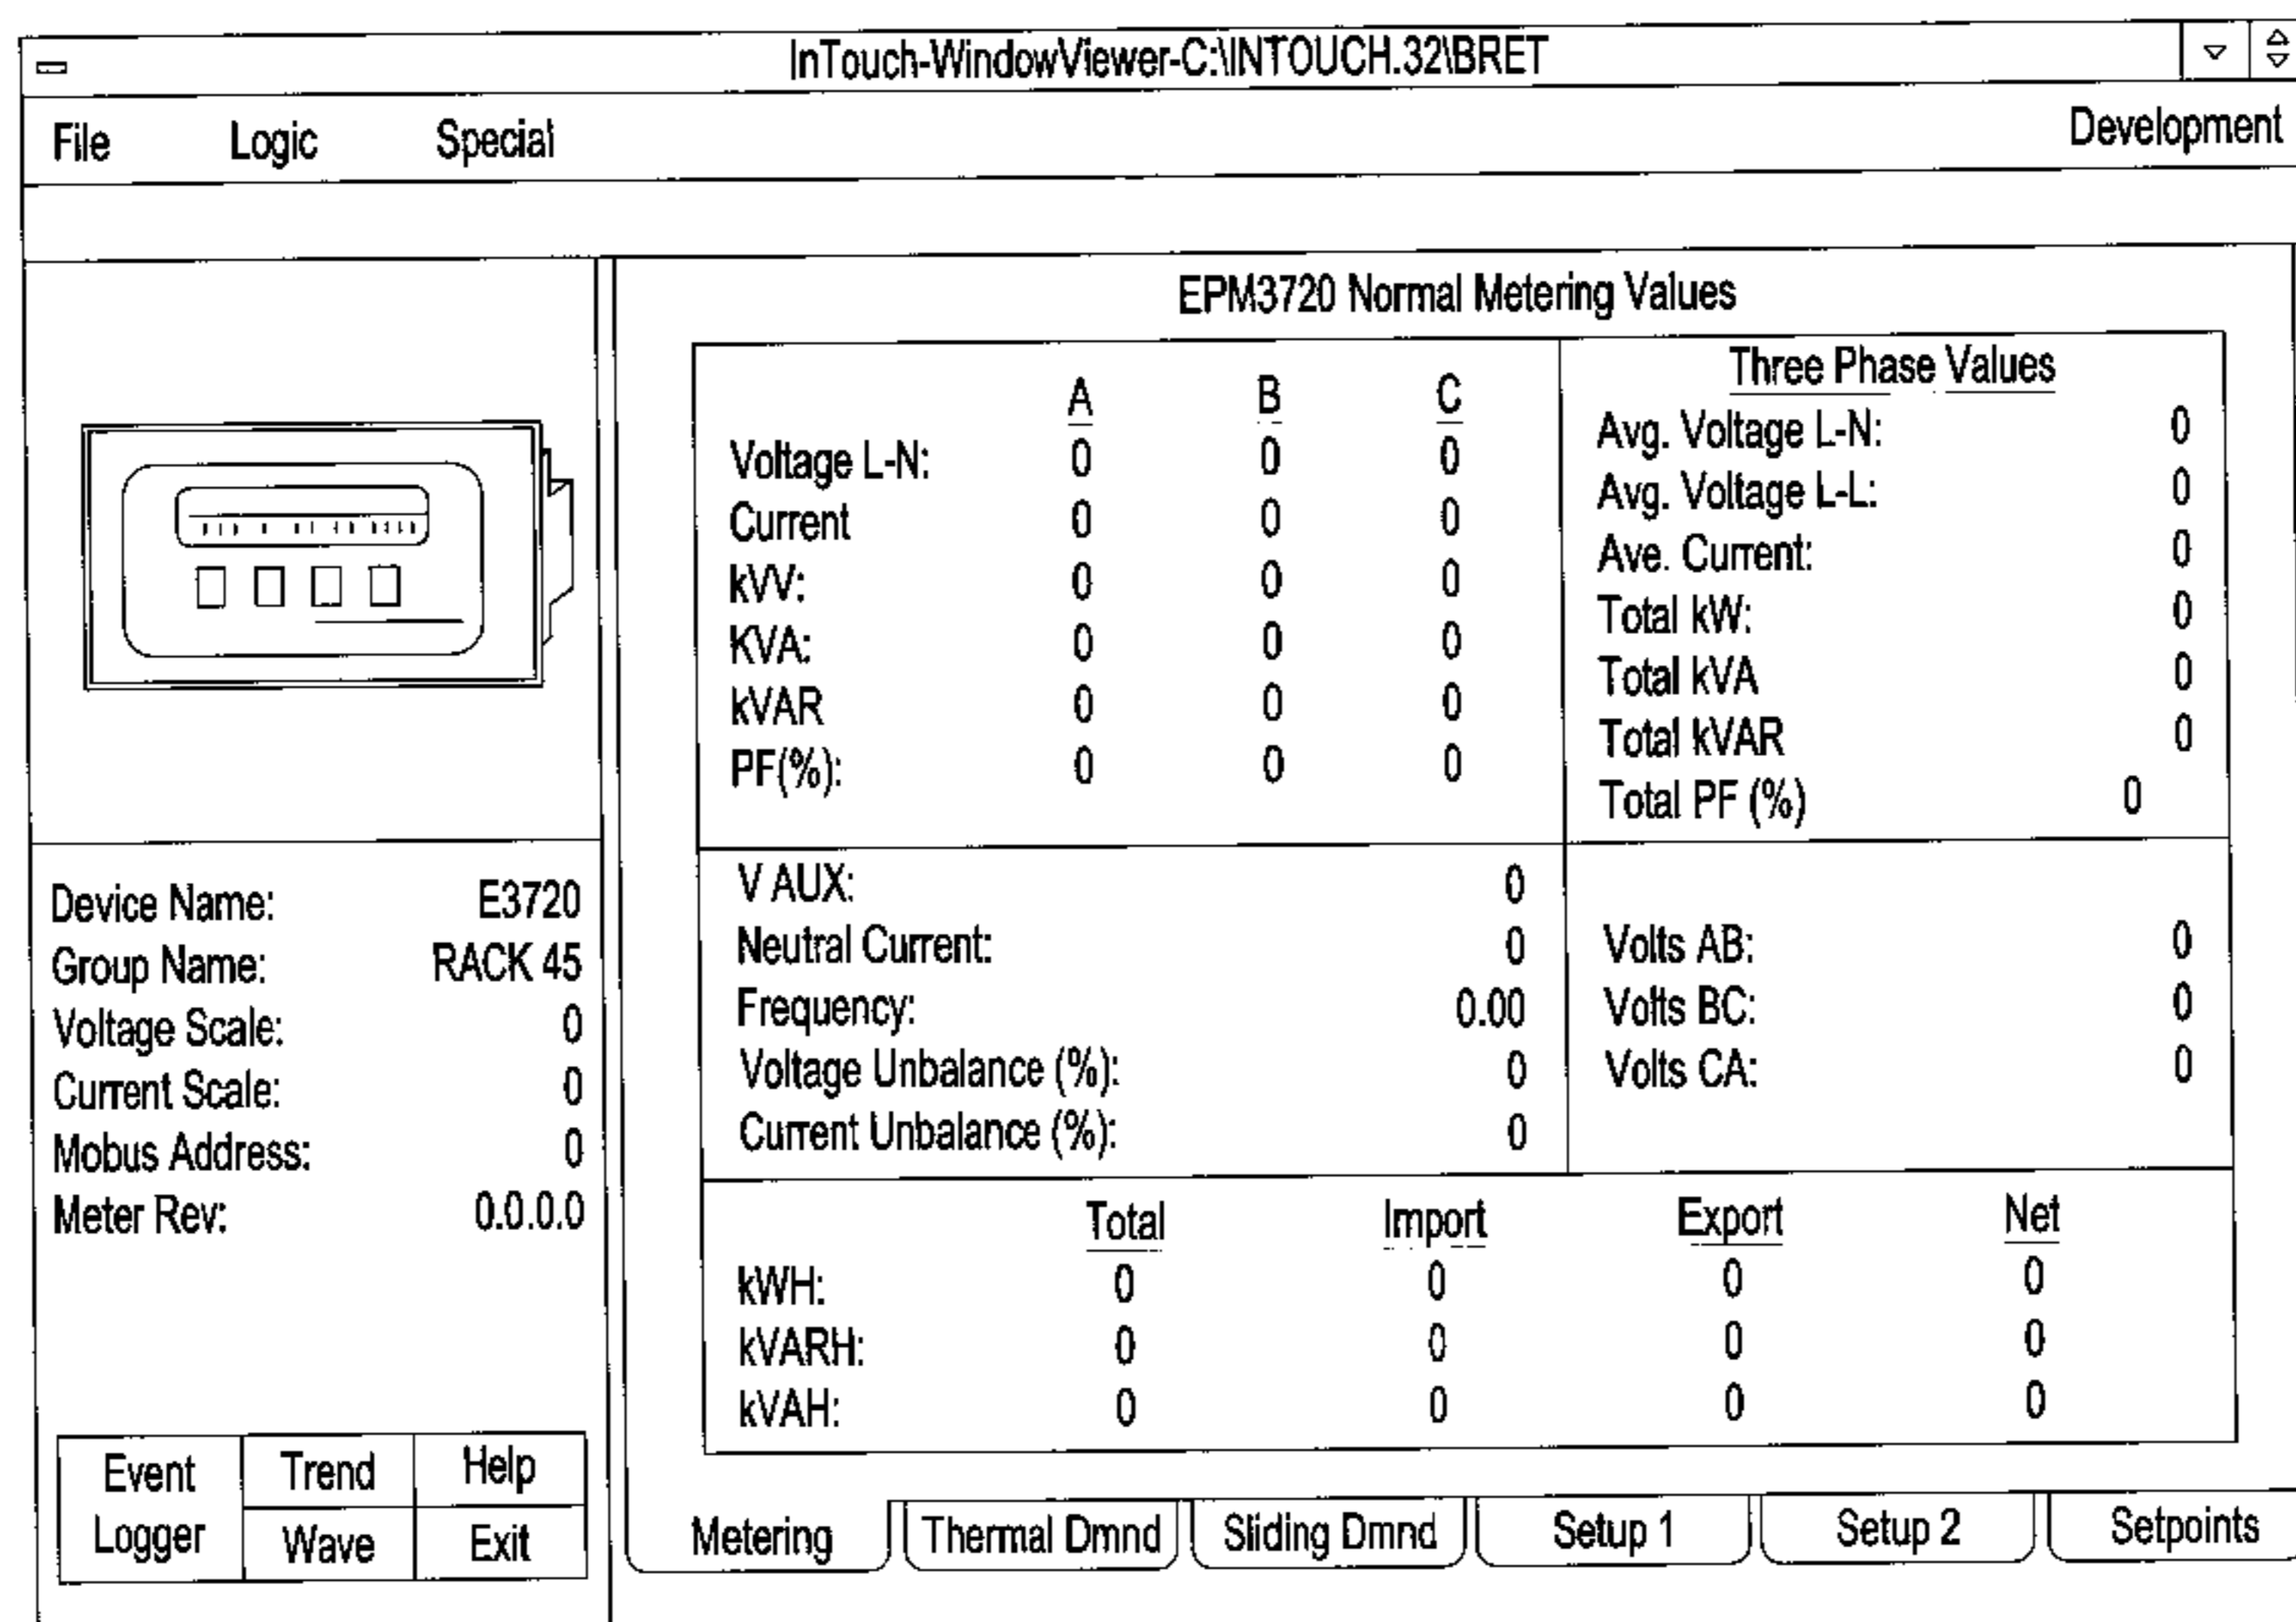 InTouch-WindowViewer-C:\INTOUCH.32\BRET
File Logic Special Development
EPM3720 Normal Metering Values
A B C
Voltage L-N: 0 0 0
Current 0 0 0
kVV: 0 0 0
KVA: 0 0 0
kVAR 0 0 0
PF(%): 0 0 0
Three Phase Values
Avg. Voltage L-N: 0
Avg. Voltage L-L: 0
Ave. Current: 0
Total kW: 0
Total kVA 0
Total kVAR 0
Total PF (%) 0
Device Name: E3720
Group Name: RACK 45
Voltage Scale: 0
Current Scale: 0
Mobus Address: 0
Meter Rev: 0.0.0.0
V AUX: 0
Neutral Current: 0
Frequency: 0.00
Voltage Unbalance (%): 0
Current Unbalance (%): 0
Volts AB: 0
Volts BC: 0
Volts CA: 0
Total Import Export Net
kWH: 0 0 0 0
kVARH: 0 0 0 0
kVAH: 0 0 0 0
Event Logger
Trend Help
Wave Exit
Metering Thermal Dmnd Sliding Dmnd Setup 1 Setup 2 Setpoints